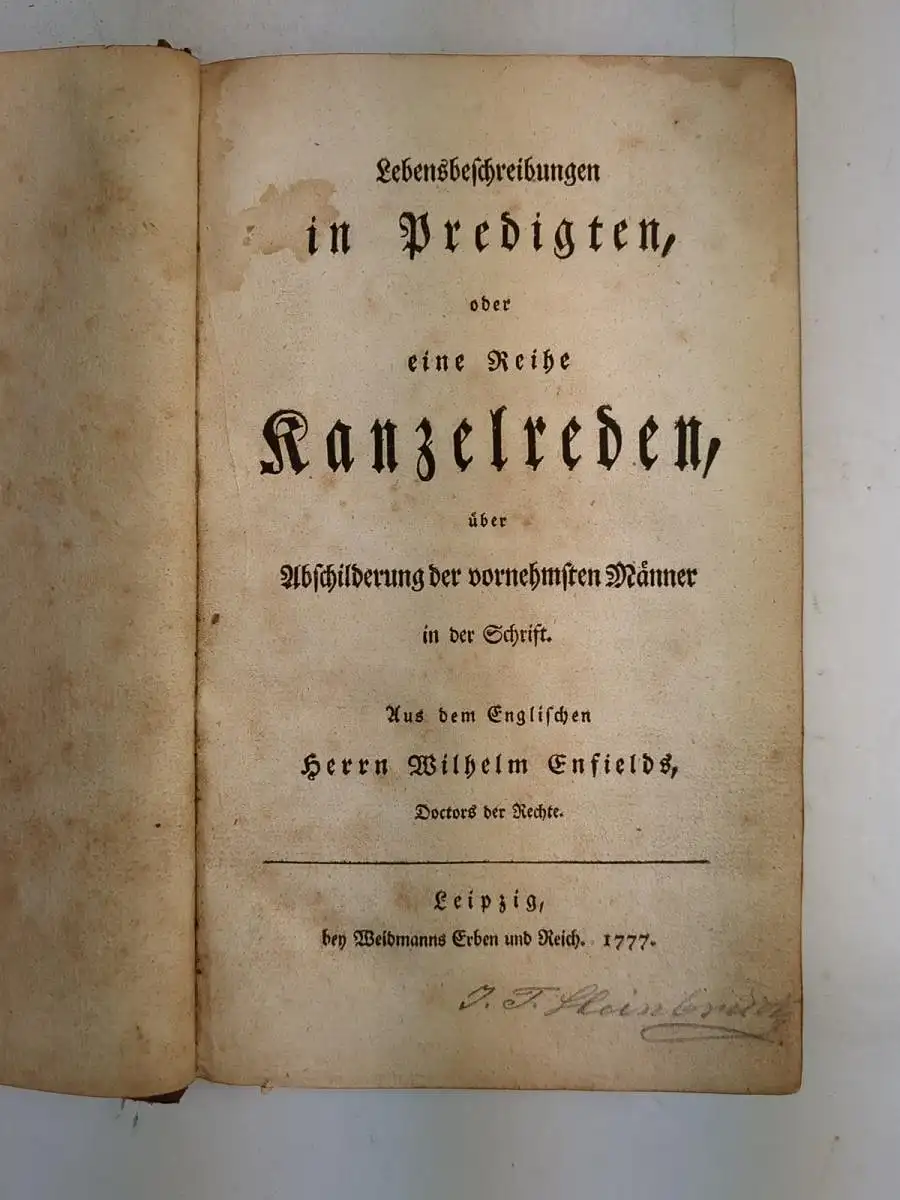 Lebensbeſchreibungen
in Predigten,
oder
eine Reihe
Kanzelreden,
über
Abſchilderung der vornehmſten Männer
in der Schrift.
Aus dem Engliſchen
Herrn Wilhelm Enfields,
Doctors der Rechte.
Leipzig,
bey Weidmanns Erben und Reich. 1777.
J. T. Steinbrück